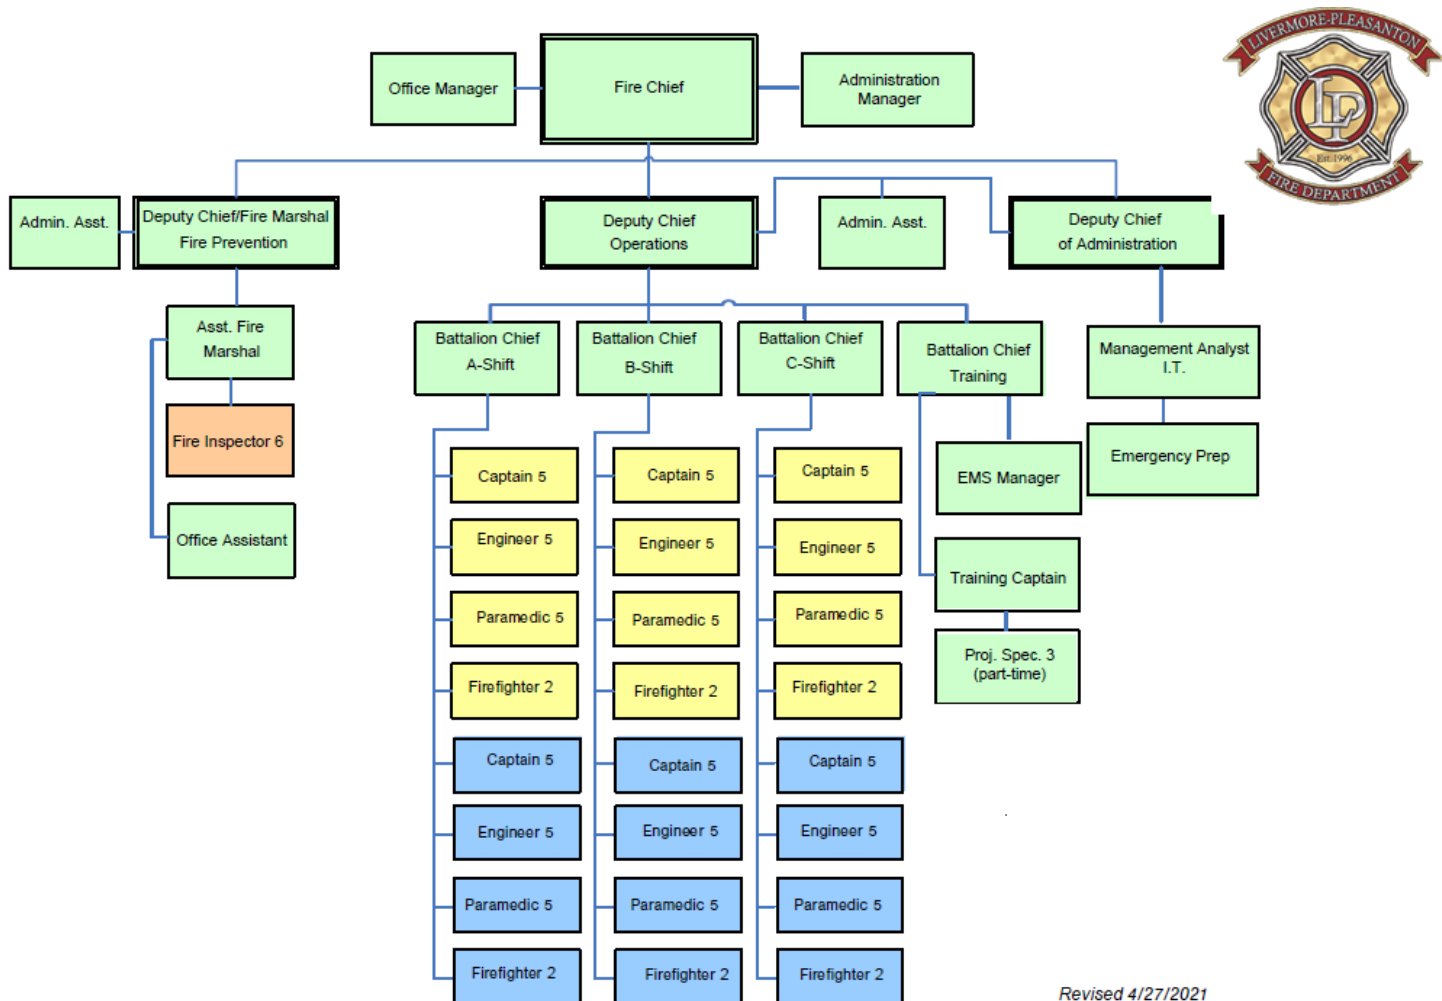 LIVERMORE-PLEASANTON
LP
Est. 1996
FIRE DEPARTMENT
Office Manager
Fire Chief
Administration
Manager
Admin. Asst.
Deputy Chief/Fire Marshal
Fire Prevention
Deputy Chief
Operations
Admin. Asst.
Deputy Chief
of Administration
Asst. Fire
Marshal
Fire Inspector 6
Office Assistant
Battalion Chief
A-Shift
Battalion Chief
B-Shift
Battalion Chief
C-Shift
Battalion Chief
Training
Management Analyst
I.T.
Emergency Prep
EMS Manager
Training Captain
Proj. Spec. 3
(part-time)
Captain 5
Engineer 5
Paramedic 5
Firefighter 2
Captain 5
Engineer 5
Paramedic 5
Firefighter 2
Captain 5
Engineer 5
Paramedic 5
Firefighter 2
Captain 5
Engineer 5
Paramedic 5
Firefighter 2
Captain 5
Engineer 5
Paramedic 5
Firefighter 2
Captain 5
Engineer 5
Paramedic 5
Firefighter 2
Revised 4/27/2021